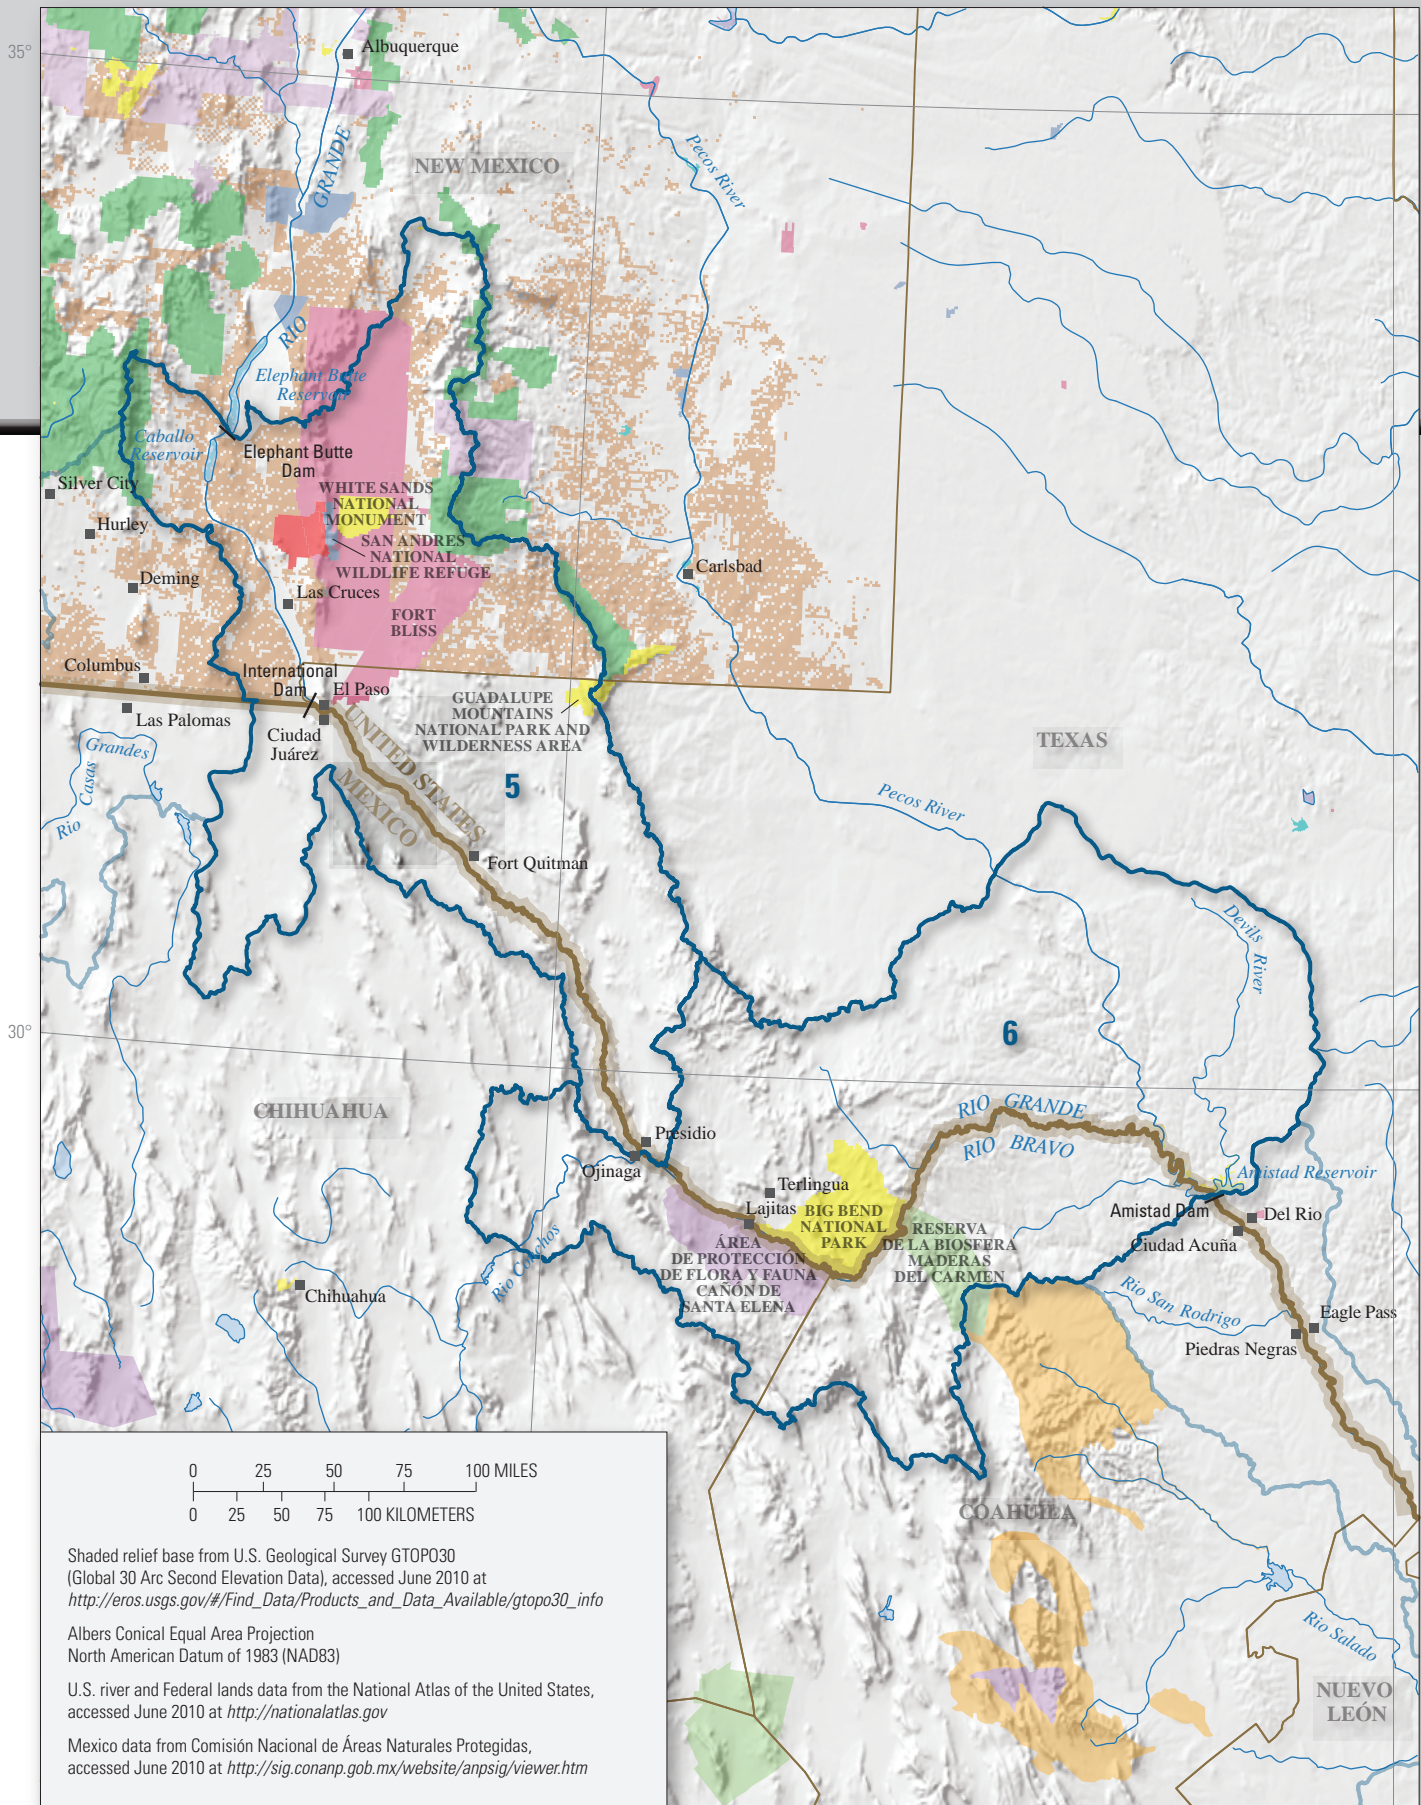 35°
Albuquerque
GRANDE
NEW MEXICO
Pecos River
RIO
Elephant Butte
Reservoir
Caballo
Reservoir
Elephant Butte
Dam
Silver City
WHITE SANDS
NATIONAL
MONUMENT
Hurley
SAN ANDRES
NATIONAL
WILDLIFE REFUGE
Carlsbad
Deming
Las Cruces
FORT
BLISS
Columbus
International
Dam
El Paso
GUADALUPE
MOUNTAINS
NATIONAL PARK AND
WILDERNESS AREA
Las Palomas
Ciudad
Juárez
UNITED STATES
MEXICO
TEXAS
Rio Casas Grandes
5
Pecos River
Fort Quitman
Devils River
30°
6
CHIHUAHUA
RIO GRANDE
RIO BRAVO
Presidio
Ojinaga
Terlingua
Lajitas
BIG BEND
NATIONAL
PARK
Amistad Reservoir
Amistad Dam
Del Rio
Ciudad Acuña
RESERVA
DE LA BIOSFERA
MADERAS
DEL CARMEN
ÁREA
DE PROTECCIÓN
DE FLORA Y FAUNA
CAÑÓN DE
SANTA ELENA
Rio Conchos
Chihuahua
Rio San Rodrigo
Eagle Pass
Piedras Negras
COAHUILA
Rio Salado
NUEVO
LEÓN
0 25 50 75 100 MILES
0 25 50 75 100 KILOMETERS
Shaded relief base from U.S. Geological Survey GTOPO30
(Global 30 Arc Second Elevation Data), accessed June 2010 at
http://eros.usgs.gov/#/Find_Data/Products_and_Data_Available/gtopo30_info
Albers Conical Equal Area Projection
North American Datum of 1983 (NAD83)
U.S. river and Federal lands data from the National Atlas of the United States,
accessed June 2010 at http://nationalatlas.gov
Mexico data from Comisión Nacional de Áreas Naturales Protegidas,
accessed June 2010 at http://sig.conanp.gob.mx/website/anpsig/viewer.htm